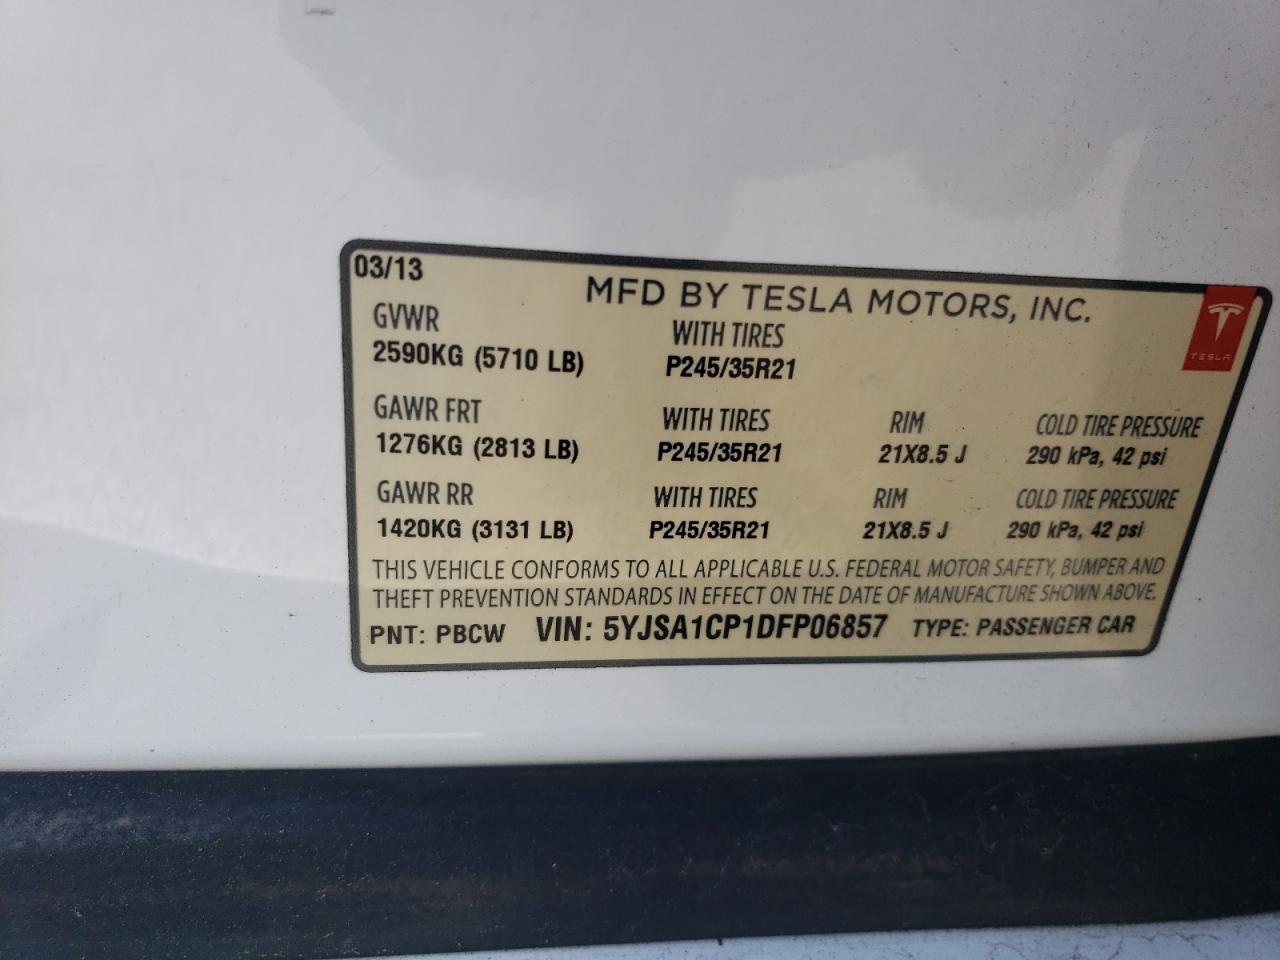 03/13
MFD BY TESLA MOTORS, INC.
TESLA
GVWR WITH TIRES
2590KG (5710 LB) P245/35R21
GAWR FRT WITH TIRES RIM COLD TIRE PRESSURE
1276KG (2813 LB) P245/35R21 21X8.5 J 290 kPa, 42 psi
GAWR RR WITH TIRES RIM COLD TIRE PRESSURE
1420KG (3131 LB) P245/35R21 21X8.5 J 290 kPa, 42 psi
THIS VEHICLE CONFORMS TO ALL APPLICABLE U.S. FEDERAL MOTOR SAFETY, BUMPER AND
THEFT PREVENTION STANDARDS IN EFFECT ON THE DATE OF MANUFACTURE SHOWN ABOVE.
PNT: PBCW VIN: 5YJSA1CP1DFP06857 TYPE: PASSENGER CAR